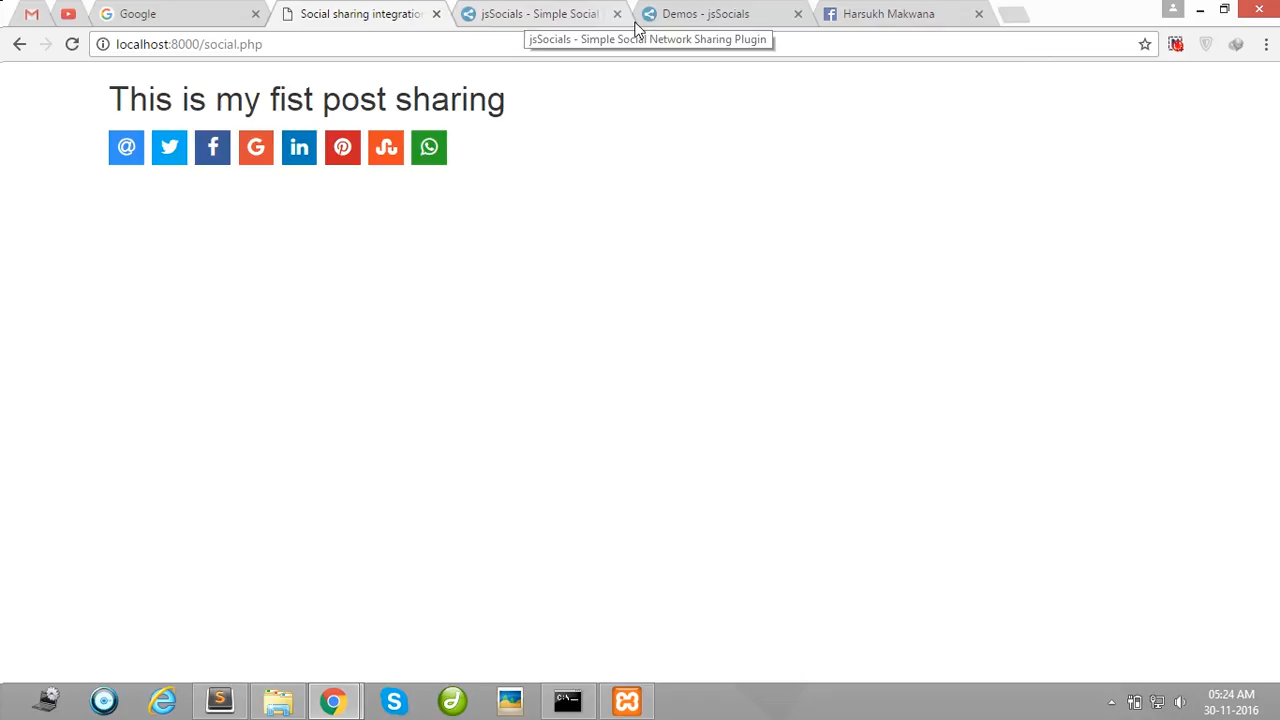 Google
Social sharing integratio
jsSocials - Simple Social
Demos - jsSocials
Harsukh Makwana
localhost:8000/social.php
jsSocials - Simple Social Network Sharing Plugin
This is my fist post sharing
05:24 AM
30-11-2016